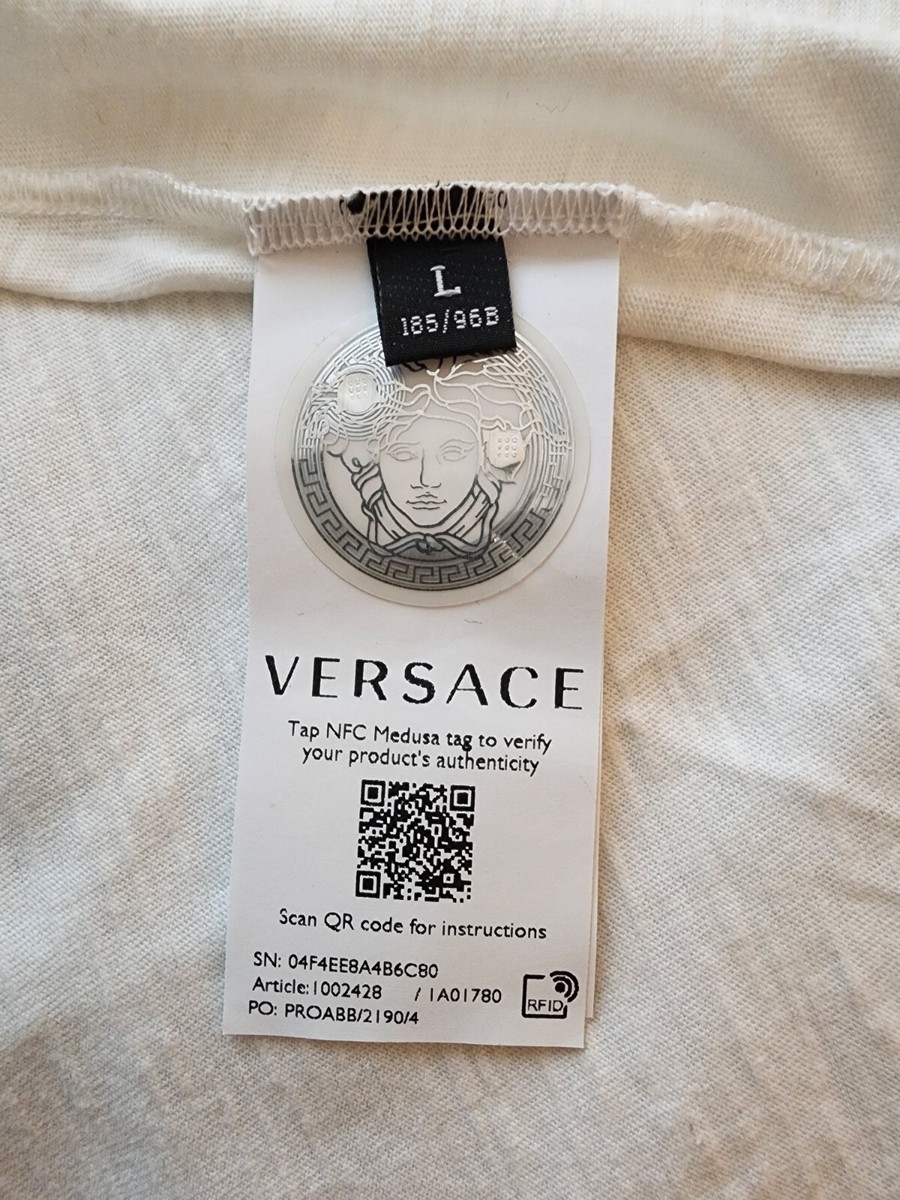 L
185/96B
VERSACE
Tap NFC Medusa tag to verify
your product's authenticity
Scan QR code for instructions
SN: 04F4EE8A4B6C80
Article: 1002428 / 1A01780
PO: PROABB/2190/4
RFID